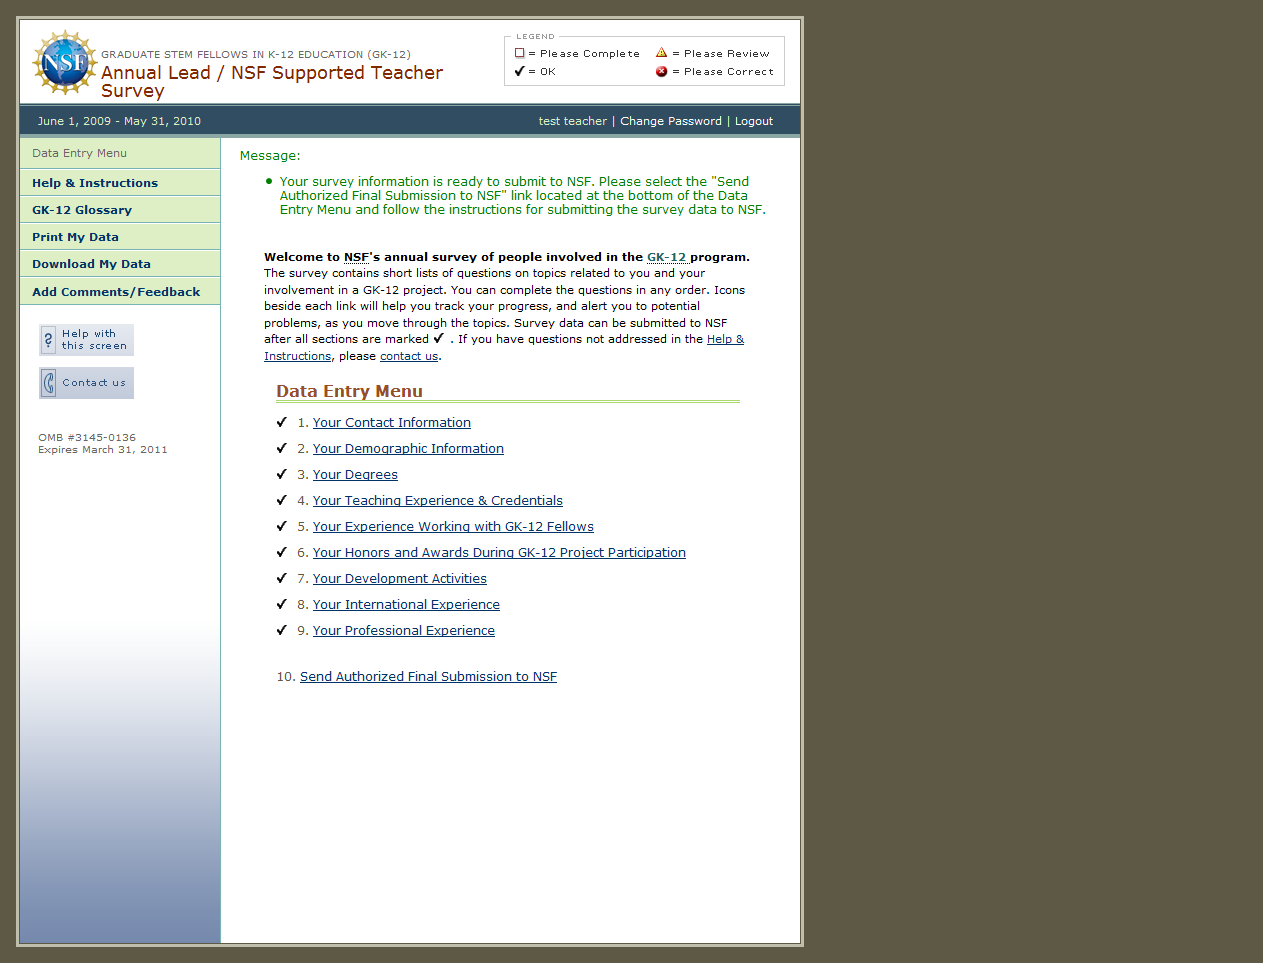 NSF
GRADUATE STEM FELLOWS IN K-12 EDUCATION (GK-12)
Annual Lead / NSF Supported Teacher
Survey
LEGEND
= Please Complete
= Please Review
= OK
= Please Correct
June 1, 2009 - May 31, 2010
test teacher | Change Password | Logout
Data Entry Menu
Help & Instructions
GK-12 Glossary
Print My Data
Download My Data
Add Comments/Feedback
Help with
this screen
Contact us
OMB #3145-0136
Expires March 31, 2011
Message:
Your survey information is ready to submit to NSF. Please select the "Send
Authorized Final Submission to NSF" link located at the bottom of the Data
Entry Menu and follow the instructions for submitting the survey data to NSF.
Welcome to NSF's annual survey of people involved in the GK-12 program.
The survey contains short lists of questions on topics related to you and your
involvement in a GK-12 project. You can complete the questions in any order. Icons
beside each link will help you track your progress, and alert you to potential
problems, as you move through the topics. Survey data can be submitted to NSF
after all sections are marked ✔ . If you have questions not addressed in the Help &
Instructions, please contact us.
Data Entry Menu
1. Your Contact Information
2. Your Demographic Information
3. Your Degrees
4. Your Teaching Experience & Credentials
5. Your Experience Working with GK-12 Fellows
6. Your Honors and Awards During GK-12 Project Participation
7. Your Development Activities
8. Your International Experience
9. Your Professional Experience
10. Send Authorized Final Submission to NSF